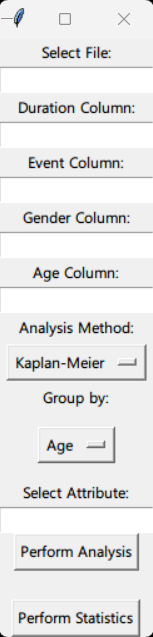 Select File:
Duration Column:
Event Column:
Gender Column:
Age Column:
Analysis Method:
Kaplan-Meier
Group by:
Age
Select Attribute:
Perform Analysis
Perform Statistics